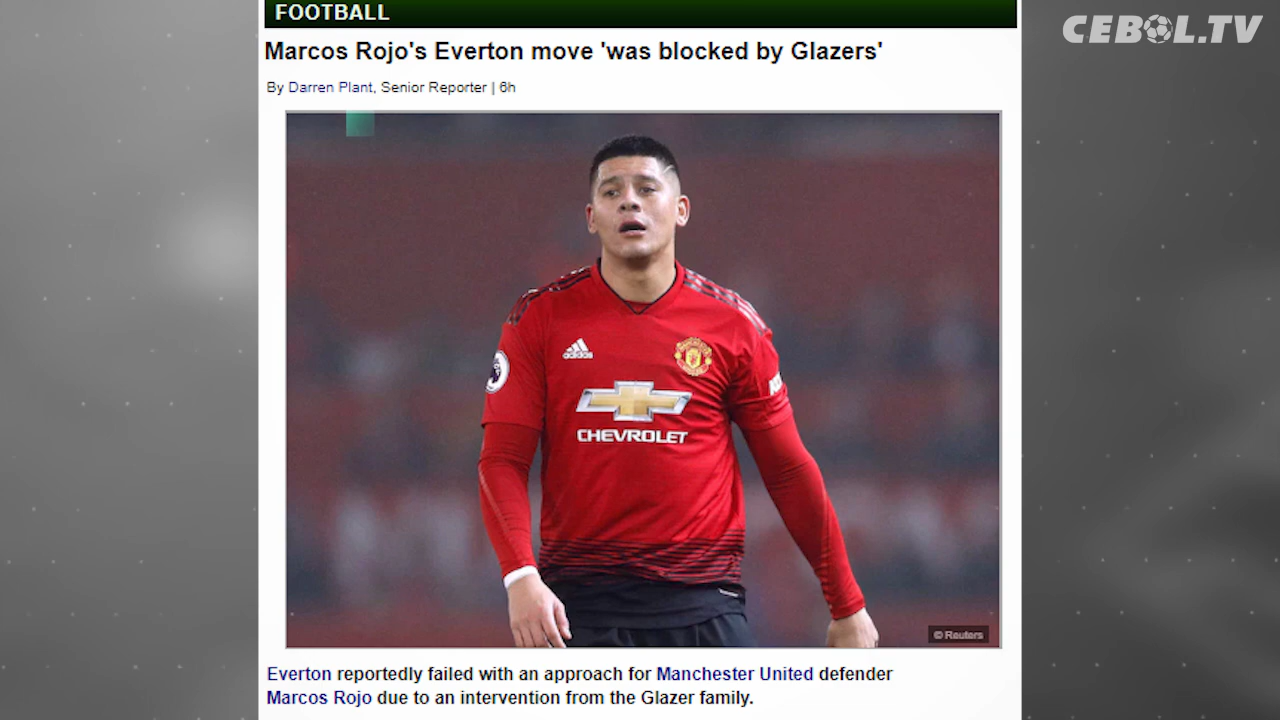 FOOTBALL
CEBOL.TV
Marcos Rojo's Everton move 'was blocked by Glazers'
By Darren Plant, Senior Reporter | 6h
adidas
CHEVROLET
© Reuters
Everton reportedly failed with an approach for Manchester United defender
Marcos Rojo due to an intervention from the Glazer family.